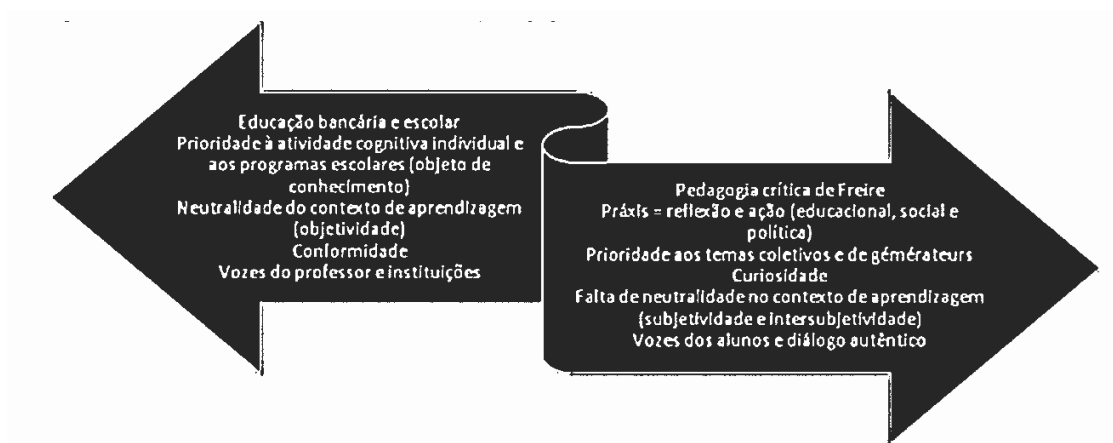 Educação bancária e escolar
Prioridade à atividade cognitiva individual e
aos programas escolares (objeto de
conhecimento)
Neutralidade do contexto de aprendizagem
(objetividade)
Conformidade
Vozes do professor e instituições
Pedagogia crítica de Freire
Práxis = reflexão e ação (educacional, social e
política)
Prioridade aos temas coletivos e de gémérateurs
Curiosidade
Falta de neutralidade no contexto de aprendizagem
(subjetividade e intersubjetividade)
Vozes dos alunos e diálogo autêntico